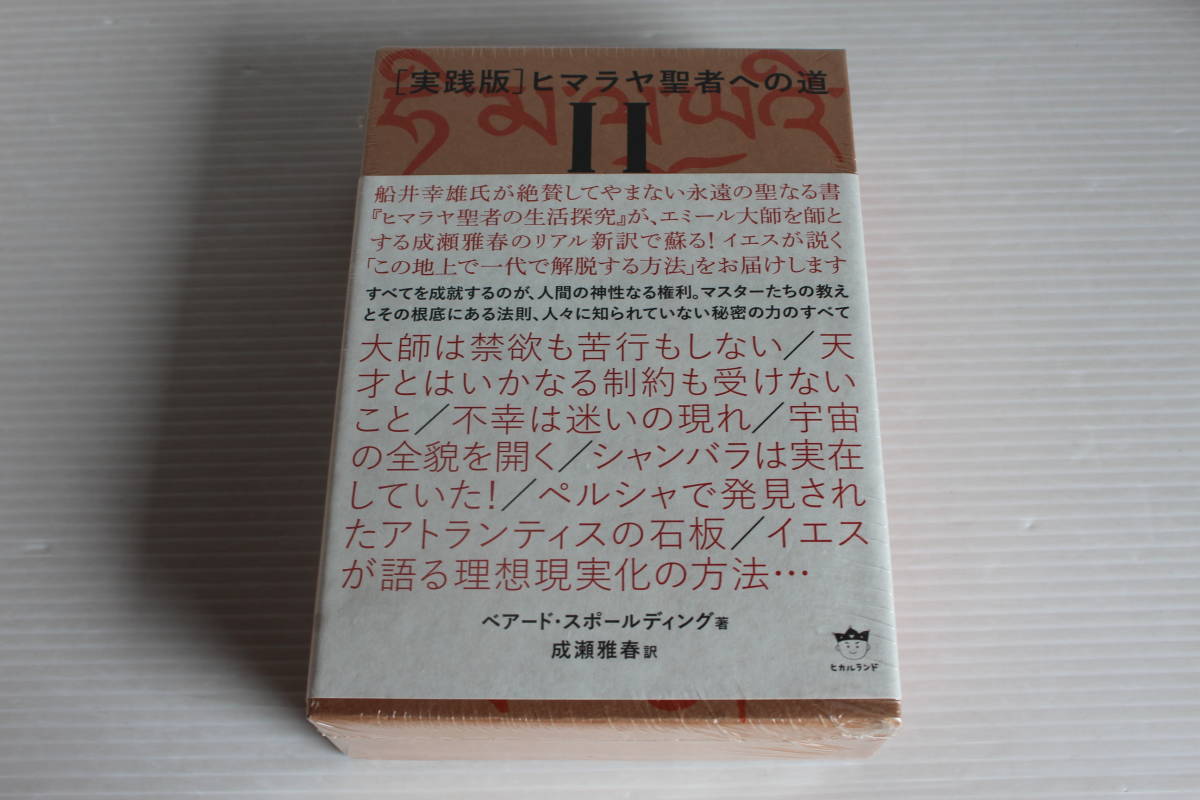 [実践版]ヒマラヤ聖者への道
II
船井幸雄氏が絶賛してやまない永遠の聖なる書
『ヒマラヤ聖者の生活探究』が、エミール大師を師と
する成瀬雅春のリアル新訳で蘇る!イエスが説く
「この地上で一代で解脱する方法」をお届けします
すべてを成就するのが、人間の神性なる権利。マスターたちの教え
とその根底にある法則、人々に知られていない秘密の力のすべて
大師は禁欲も苦行もしない/天
才とはいかなる制約も受けない
こと/不幸は迷いの現れ/宇宙
の全貌を開く/シャンバラは実在
していた!/ペルシャで発見され
たアトランティスの石板/イエス
が語る理想現実化の方法…
ベアード・スポールディング著
成瀬雅春訳
ヒカルランド